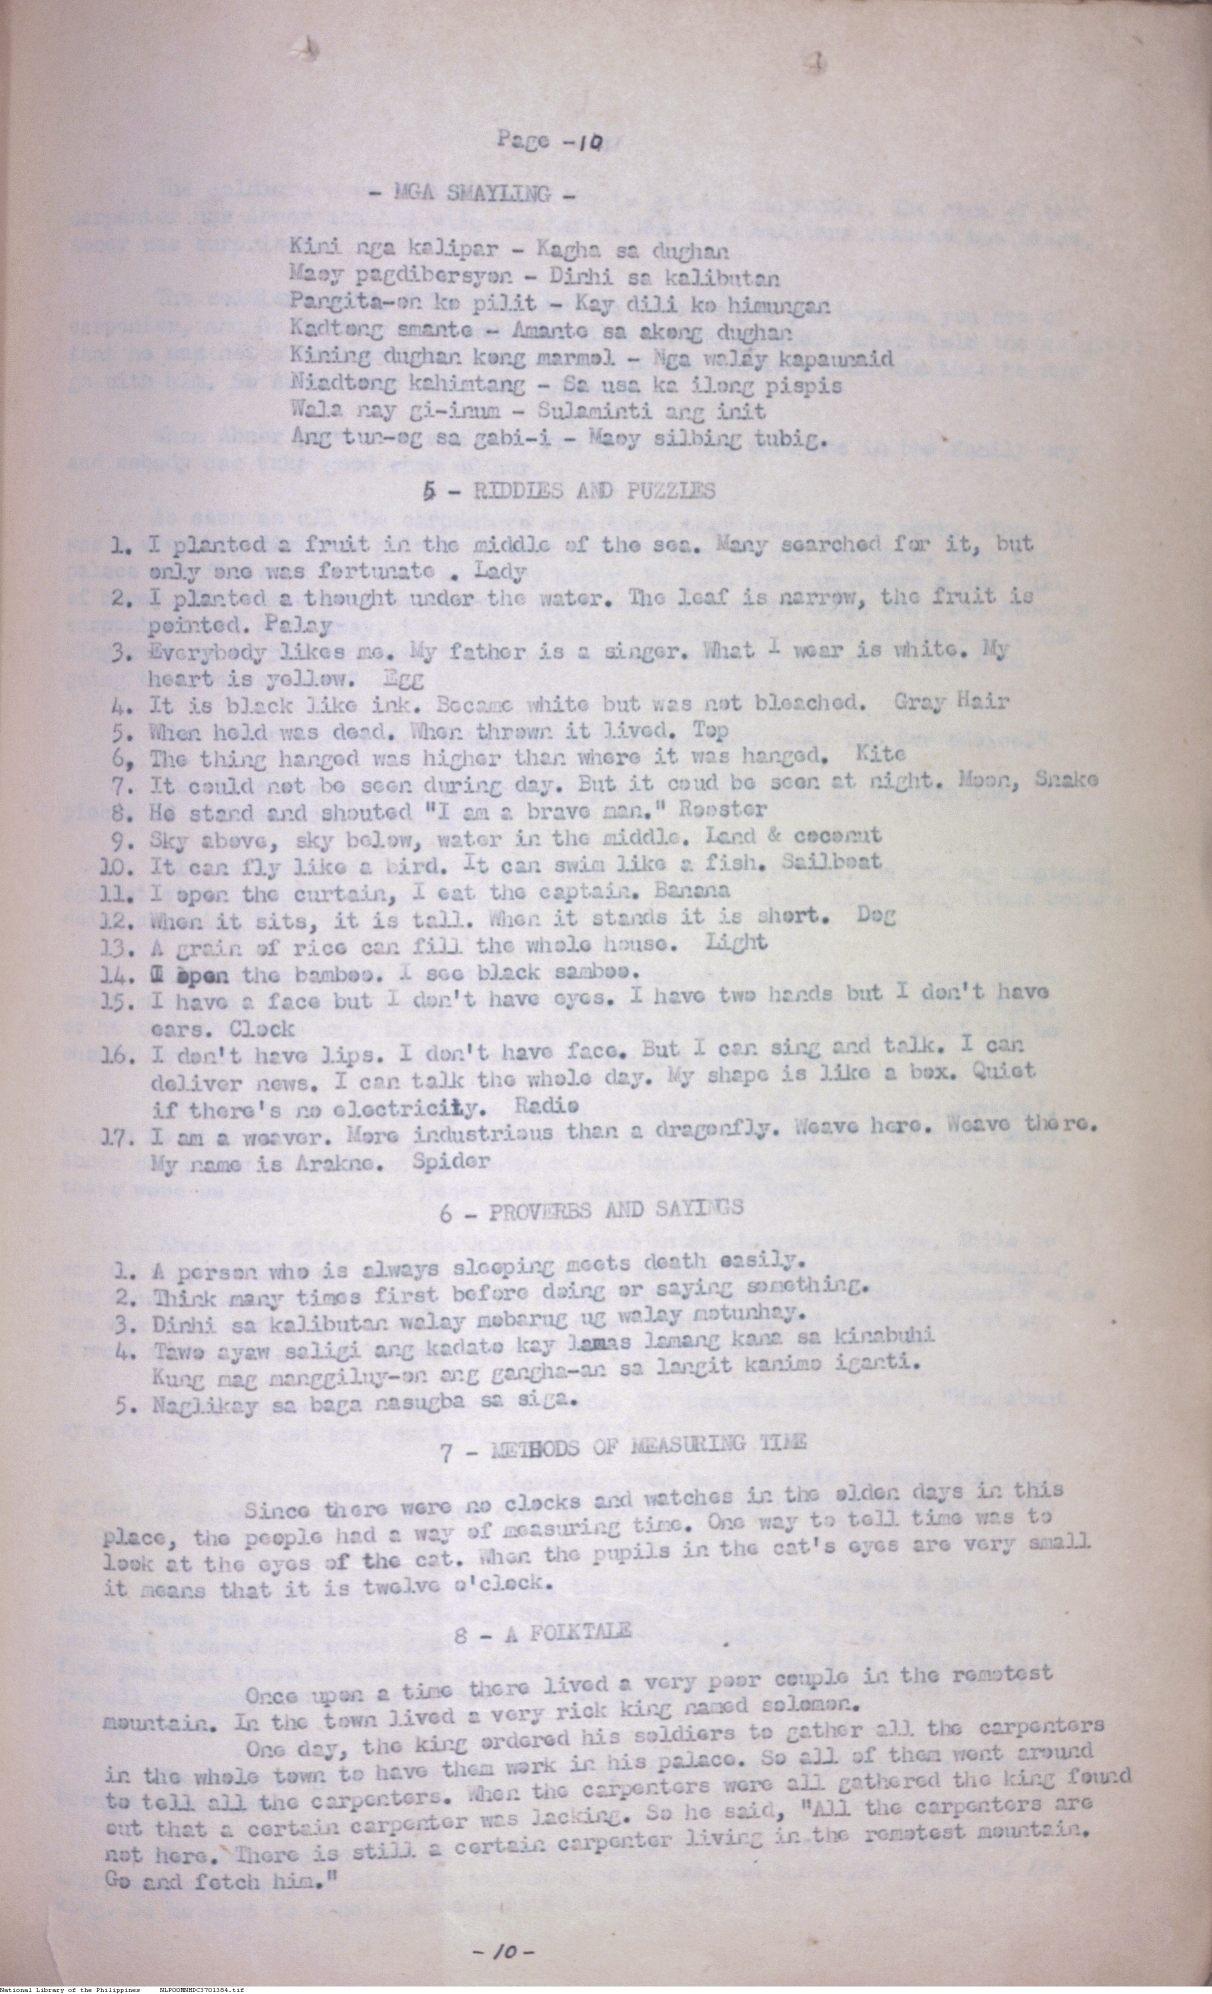 Page -10
- MGA SMAYLING -
Kini nga kalipar - Kagha sa dughan
Maoy pagdibersyon - Dinhi sa kalibutan
Pangita-on ko pilit - Kay dili ko himungan
Kadtong smante - Amante sa akong dughan
Kining dughan kong marmol - Nga walay kapaunaid
Niadtong kahimtang - Sa usa ka ilong pispis
Wala nay gi-inum - Sulaminti ang init
Ang tun-og sa gabi-i - Maoy silbing tubig.
5 - RIDDIES AND PUZZLES
1. I planted a fruit in the middle of the sea. Many searched for it, but
only one was fortunate . Lady
2. I planted a thought under the water. The leaf is narrow, the fruit is
pointed. Palay
3. Everybody likes me. My father is a singer. What I wear is white. My
heart is yellow. Egg
4. It is black like ink. Became white but was not bleached. Gray Hair
5. When held was dead. When thrown it lived. Top
6, The thing hanged was higher than where it was hanged. Kite
7. It could not be seen during day. But it coud be seen at night. Moon, Snake
8. He stand and shouted "I am a brave man." Rooster
9. Sky above, sky below, water in the middle. Land & coconut
10. It can fly like a bird. It can swim like a fish. Sailboat
11. I open the curtain, I eat the captain. Banana
12. When it sits, it is tall. When it stands it is short. Dog
13. A grain of rice can fill the whole house. Light
14. I open the bamboo. I see black samboo.
15. I have a face but I don't have eyes. I have two hands but I don't have
ears. Clock
16. I don't have lips. I don't have face. But I can sing and talk. I can
deliver news. I can talk the whole day. My shape is like a box. Quiet
if there's no electricity. Radio
17. I am a weaver. More industrious than a dragonfly. Weave here. Weave there.
My name is Arakne. Spider
6 - PROVERBS AND SAYINGS
1. A person who is always sleeping meets death easily.
2. Think many times first before doing or saying something.
3. Dinhi sa kalibutan walay mobarug ug walay motunhay.
4. Tawo ayaw saligi ang kadato kay lamas lamang kana sa kinabuhi
Kung mag manggiluy-on ang gangha-an sa langit kanimo iganti.
5. Naglikay sa baga nasugba sa siga.
7 - METHODS OF MEASURING TIME
Since there were no clocks and watches in the olden days in this
place, the people had a way of measuring time. One way to tell time was to
look at the eyes of the cat. When the pupils in the cat's eyes are very small
it means that it is twelve o'clock.
8 - A FOLKTALE
Once upon a time there lived a very poor couple in the remotest
mountain. In the town lived a very rick king named solomon.
One day, the king ordered his soldiers to gather all the carpenters
in the whole town to have them work in his palace. So all of them went around
to tell all the carpenters. When the carpenters were all gathered the king found
out that a certain carpenter was lacking. So he said, "All the carpenters are
not here. There is still a certain carpenter living in the remotest mountain.
Go and fetch him."
- 10 -
National Library of the Philippines NLPOORNHDC3701384.tif